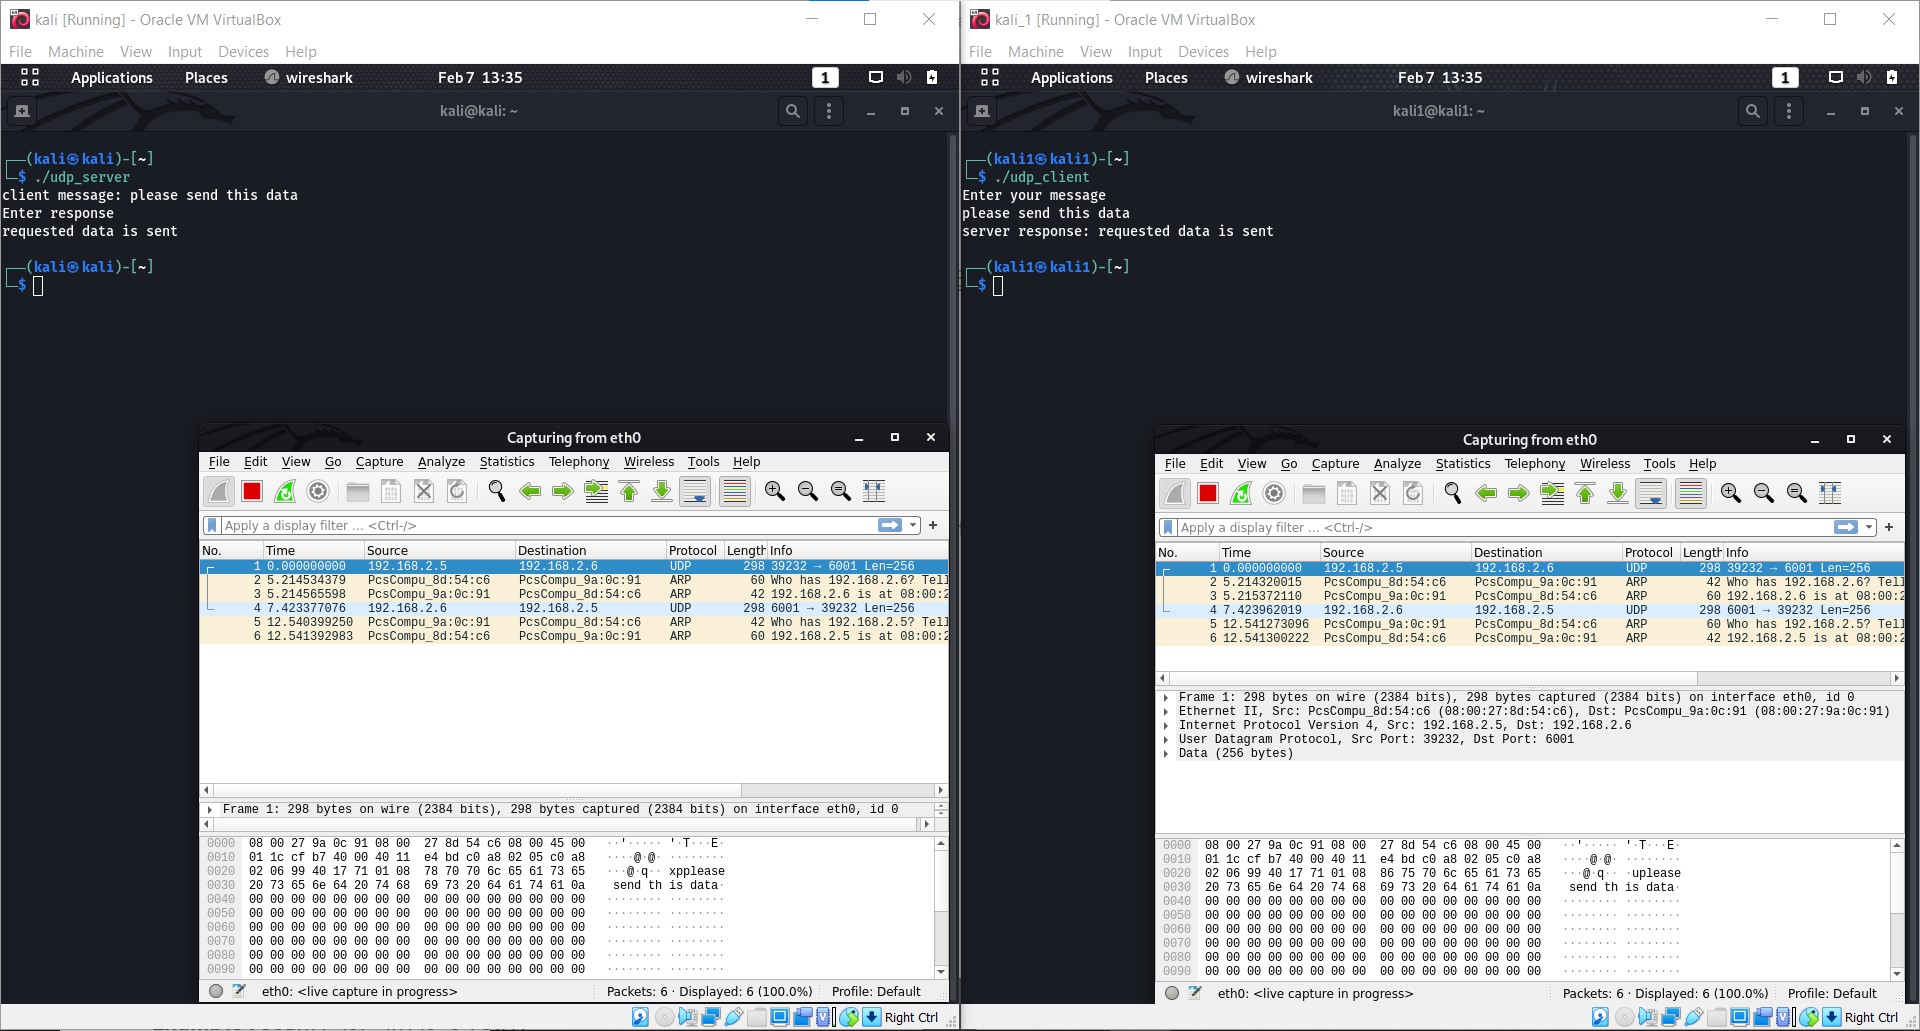 kali [Running] - Oracle VM VirtualBox
File Machine View Input Devices Help
Applications Places wireshark Feb 7 13:35 1
kali@kali: ~
(kali㉿kali)-[~]
$ ./udp_server
client message: please send this data
Enter response
requested data is sent
(kali㉿kali)-[~]
$
Capturing from eth0
File Edit View Go Capture Analyze Statistics Telephony Wireless Tools Help
Apply a display filter ... <Ctrl-/>
No. Time Source Destination Protocol Length Info
1 0.000000000 192.168.2.5 192.168.2.6 UDP 298 39232 → 6001 Len=256
2 5.214534379 PcsCompu_8d:54:c6 PcsCompu_9a:0c:91 ARP 60 Who has 192.168.2.6? Tell
3 5.214565598 PcsCompu_9a:0c:91 PcsCompu_8d:54:c6 ARP 42 192.168.2.6 is at 08:00:2
4 7.423377076 192.168.2.6 192.168.2.5 UDP 298 6001 → 39232 Len=256
5 12.540399250 PcsCompu_9a:0c:91 PcsCompu_8d:54:c6 ARP 42 Who has 192.168.2.5? Tell
6 12.541392983 PcsCompu_8d:54:c6 PcsCompu_9a:0c:91 ARP 60 192.168.2.5 is at 08:00:2
Frame 1: 298 bytes on wire (2384 bits), 298 bytes captured (2384 bits) on interface eth0, id 0
0000 08 00 27 9a 0c 91 08 00 27 8d 54 c6 08 00 45 00 ··'····· '·T···E·
0010 01 1c cf b7 40 00 40 11 e4 bd c0 a8 02 05 c0 a8 ····@·@· ········
0020 02 06 99 40 17 71 01 08 78 70 70 6c 65 61 73 65 ···@·q·· xpplease
0030 20 73 65 6e 64 20 74 68 69 73 20 64 61 74 61 0a send th is data·
0040 00 00 00 00 00 00 00 00 00 00 00 00 00 00 00 00 ········ ········
0050 00 00 00 00 00 00 00 00 00 00 00 00 00 00 00 00 ········ ········
0060 00 00 00 00 00 00 00 00 00 00 00 00 00 00 00 00 ········ ········
0070 00 00 00 00 00 00 00 00 00 00 00 00 00 00 00 00 ········ ········
0080 00 00 00 00 00 00 00 00 00 00 00 00 00 00 00 00 ········ ········
0090 00 00 00 00 00 00 00 00 00 00 00 00 00 00 00 00 ········ ········
eth0: <live capture in progress> Packets: 6 · Displayed: 6 (100.0%) Profile: Default
Right Ctrl
kali_1 [Running] - Oracle VM VirtualBox
File Machine View Input Devices Help
Applications Places wireshark Feb 7 13:35 1
kali1@kali1: ~
(kali1㉿kali1)-[~]
$ ./udp_client
Enter your message
please send this data
server response: requested data is sent
(kali1㉿kali1)-[~]
$
Capturing from eth0
File Edit View Go Capture Analyze Statistics Telephony Wireless Tools Help
Apply a display filter ... <Ctrl-/>
No. Time Source Destination Protocol Length Info
1 0.000000000 192.168.2.5 192.168.2.6 UDP 298 39232 → 6001 Len=256
2 5.214320015 PcsCompu_8d:54:c6 PcsCompu_9a:0c:91 ARP 42 Who has 192.168.2.6? Tell
3 5.215372110 PcsCompu_9a:0c:91 PcsCompu_8d:54:c6 ARP 60 192.168.2.6 is at 08:00:2
4 7.423962019 192.168.2.6 192.168.2.5 UDP 298 6001 → 39232 Len=256
5 12.541273096 PcsCompu_9a:0c:91 PcsCompu_8d:54:c6 ARP 60 Who has 192.168.2.5? Tell
6 12.541300222 PcsCompu_8d:54:c6 PcsCompu_9a:0c:91 ARP 42 192.168.2.5 is at 08:00:2
Frame 1: 298 bytes on wire (2384 bits), 298 bytes captured (2384 bits) on interface eth0, id 0
Ethernet II, Src: PcsCompu_8d:54:c6 (08:00:27:8d:54:c6), Dst: PcsCompu_9a:0c:91 (08:00:27:9a:0c:91)
Internet Protocol Version 4, Src: 192.168.2.5, Dst: 192.168.2.6
User Datagram Protocol, Src Port: 39232, Dst Port: 6001
Data (256 bytes)
0000 08 00 27 9a 0c 91 08 00 27 8d 54 c6 08 00 45 00 ··'····· '·T···E·
0010 01 1c cf b7 40 00 40 11 e4 bd c0 a8 02 05 c0 a8 ····@·@· ········
0020 02 06 99 40 17 71 01 08 86 75 70 6c 65 61 73 65 ···@·q·· ·uplease
0030 20 73 65 6e 64 20 74 68 69 73 20 64 61 74 61 0a send th is data·
0040 00 00 00 00 00 00 00 00 00 00 00 00 00 00 00 00 ········ ········
0050 00 00 00 00 00 00 00 00 00 00 00 00 00 00 00 00 ········ ········
0060 00 00 00 00 00 00 00 00 00 00 00 00 00 00 00 00 ········ ········
0070 00 00 00 00 00 00 00 00 00 00 00 00 00 00 00 00 ········ ········
0080 00 00 00 00 00 00 00 00 00 00 00 00 00 00 00 00 ········ ········
0090 00 00 00 00 00 00 00 00 00 00 00 00 00 00 00 00 ········ ········
eth0: <live capture in progress> Packets: 6 · Displayed: 6 (100.0%) Profile: Default
Right Ctrl